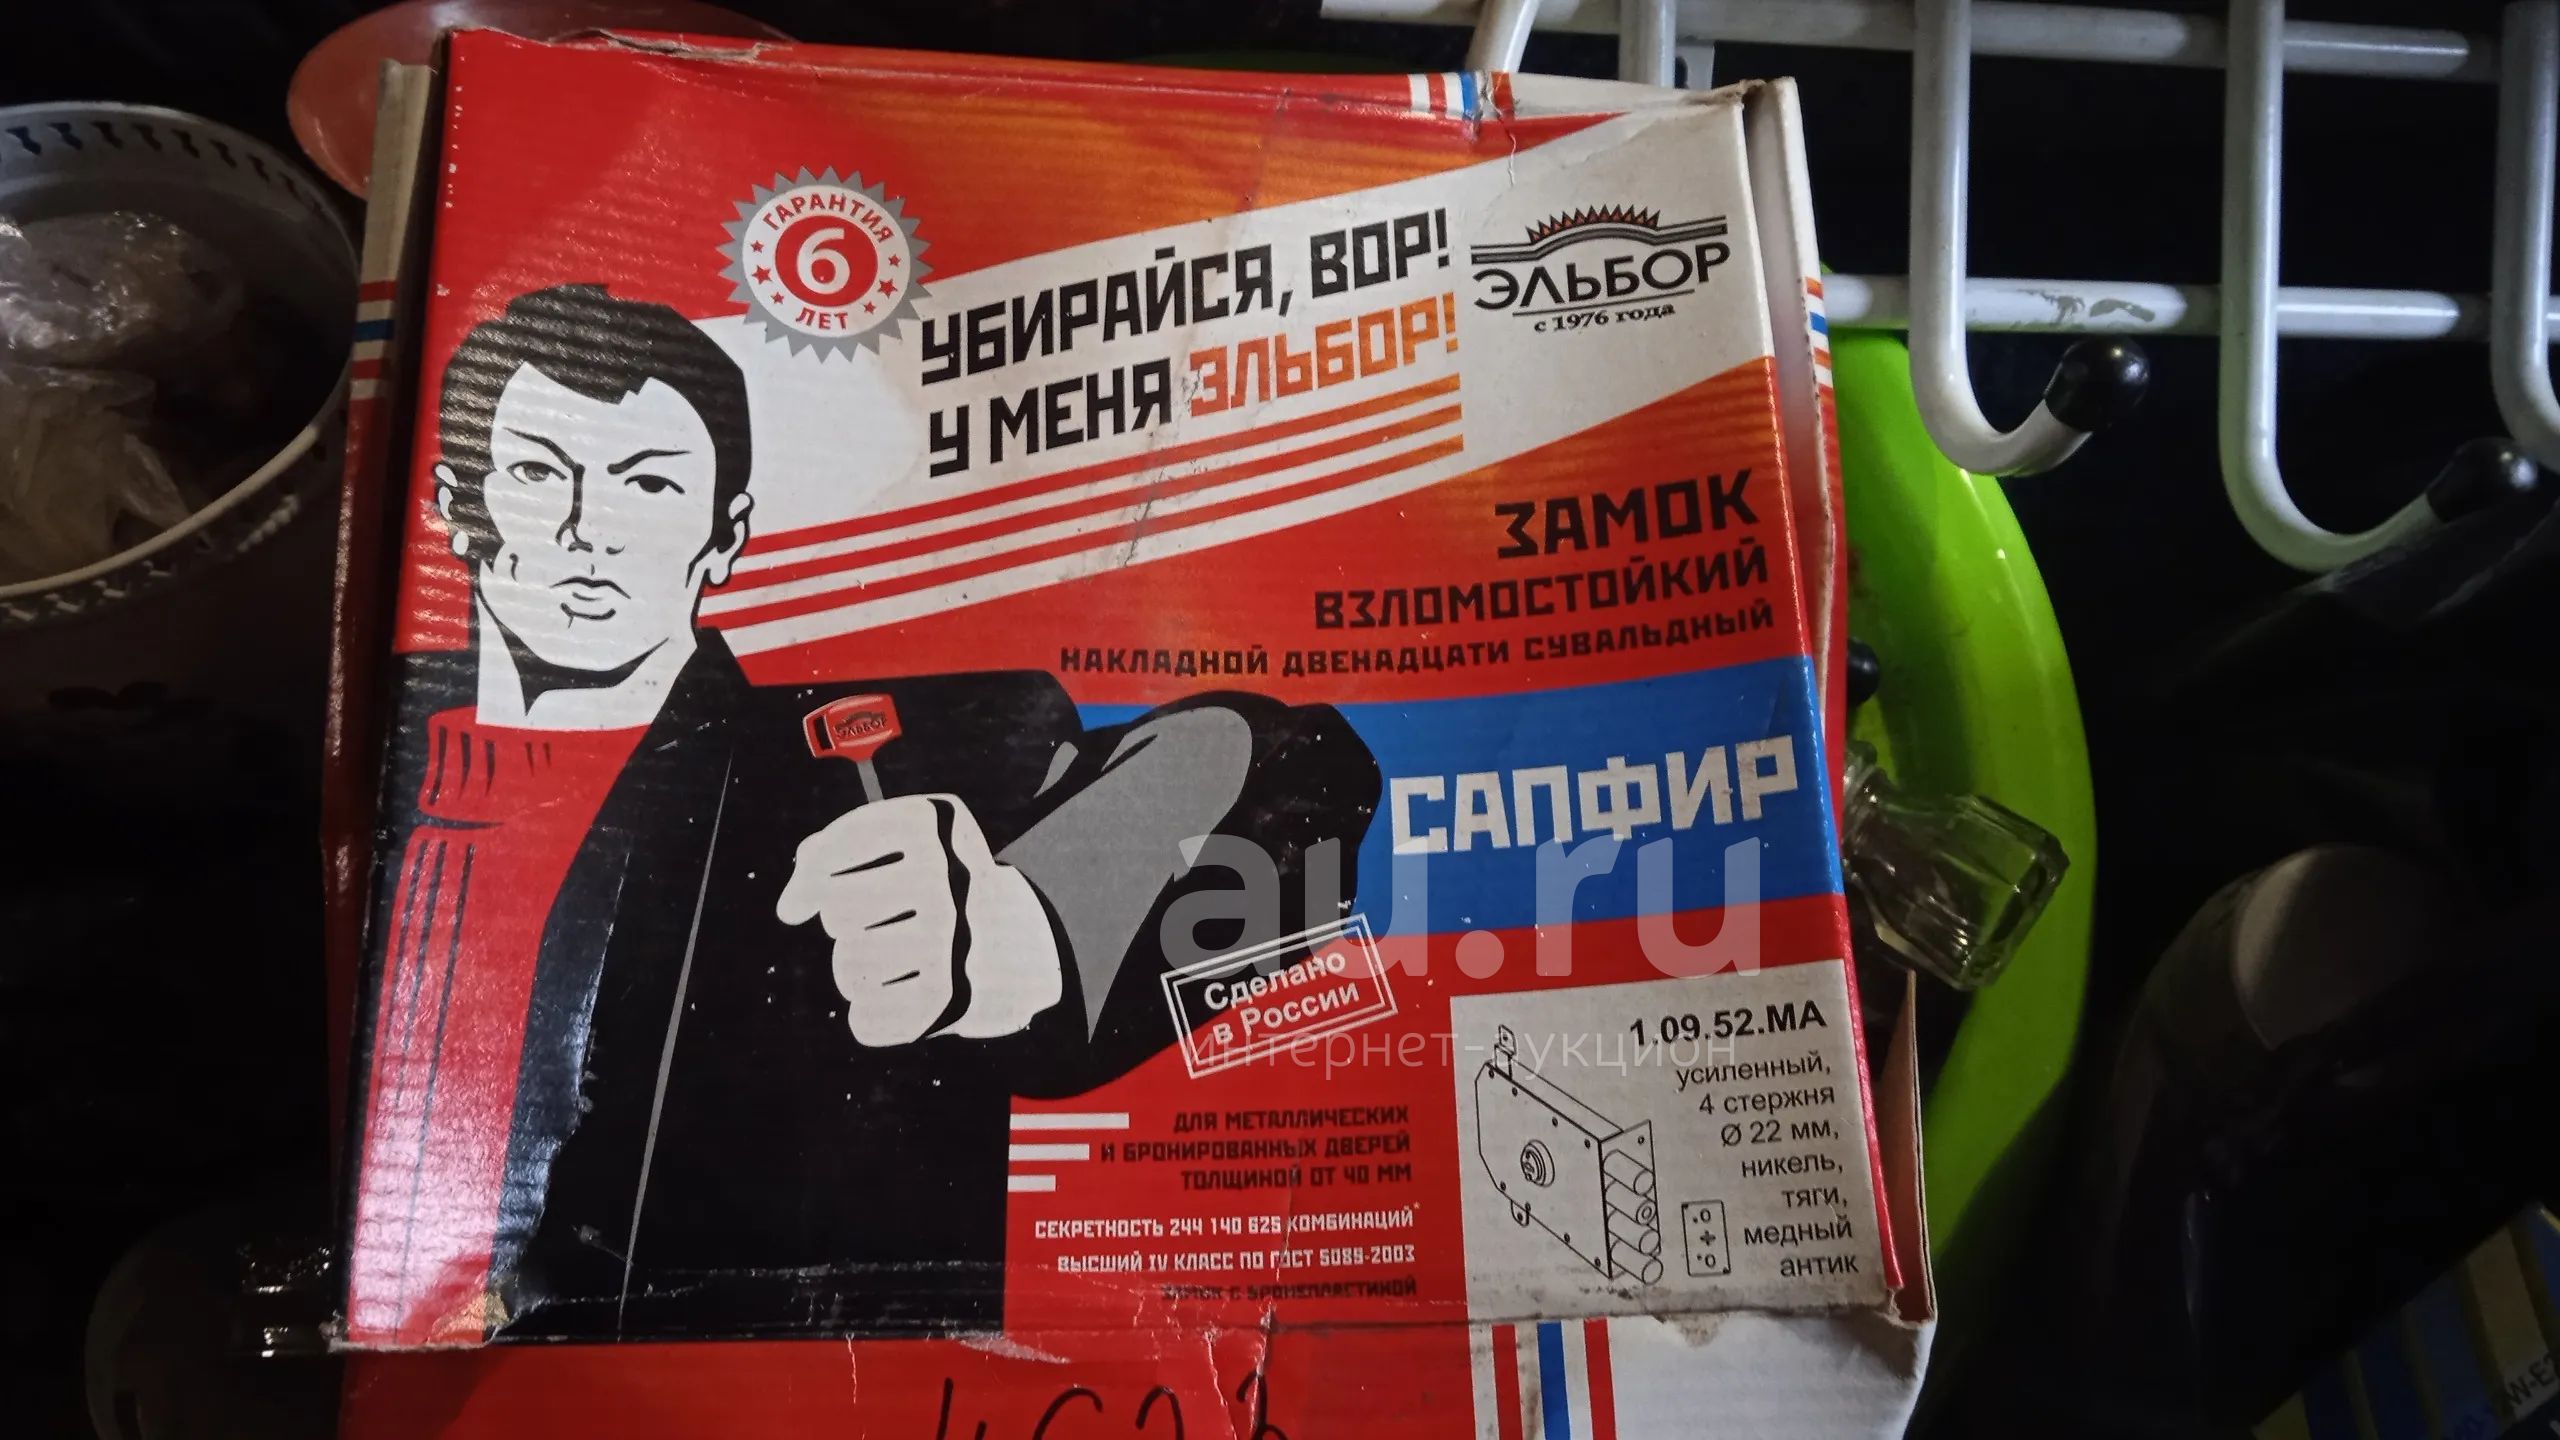 ГАРАНТИЯ
6
ЛЕТ
УБИРАЙСЯ, ВОР!
У МЕНЯ ЭЛЬБОР!
ЭЛЬБОР
с 1976 года
ЗАМОК
ВЗЛОМОСТОЙКИЙ
НАКЛАДНОЙ ДВЕНАДЦАТИ СУВАЛЬДНЫЙ
САПФИР
ЭЛЬБОР
au.ru
интернет-аукцион
Сделано
в России
1.09.52.МА
усиленный,
4 стержня
Ø 22 мм,
никель,
тяги,
медный
антик
ДЛЯ МЕТАЛЛИЧЕСКИХ
И БРОНИРОВАННЫХ ДВЕРЕЙ
ТОЛЩИНОЙ ОТ 40 ММ
СЕКРЕТНОСТЬ 244 140 625 КОМБИНАЦИЙ*
ВЫСШИЙ IV КЛАСС ПО ГОСТ 5089-2003
ЗАМОК С БРОНЕПЛАСТИНОЙ